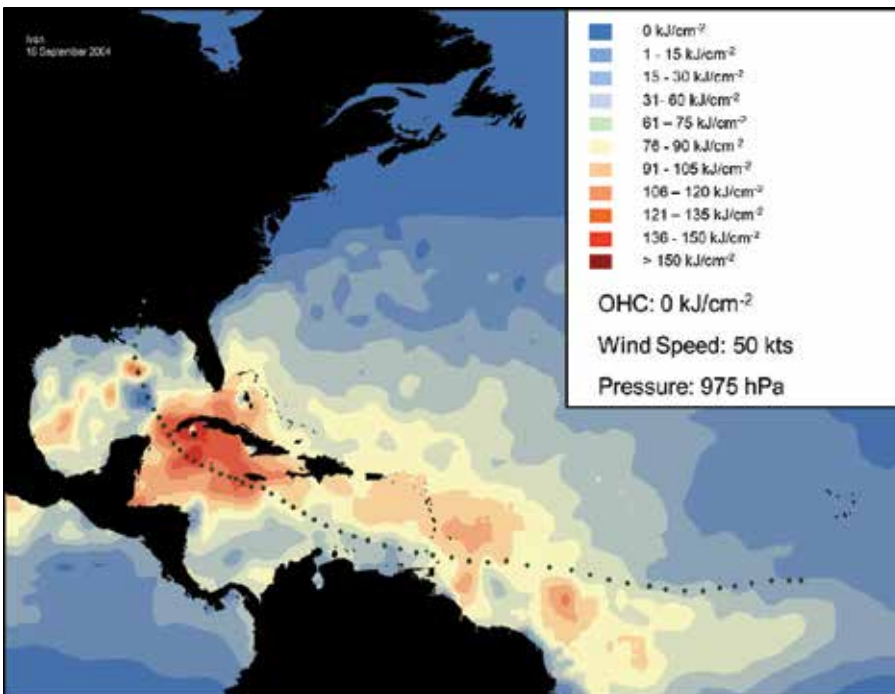 Ivan
16 September 2004
0 kJ/cm-2
1 - 15 kJ/cm-2
15 - 30 kJ/cm-2
31- 60 kJ/cm-2
61 – 75 kJ/cm-2
76 - 90 kJ/cm-2
91 - 105 kJ/cm-2
106 – 120 kJ/cm-2
121 – 135 kJ/cm-2
136 - 150 kJ/cm-2
> 150 kJ/cm-2
OHC: 0 kJ/cm-2
Wind Speed: 50 kts
Pressure: 975 hPa